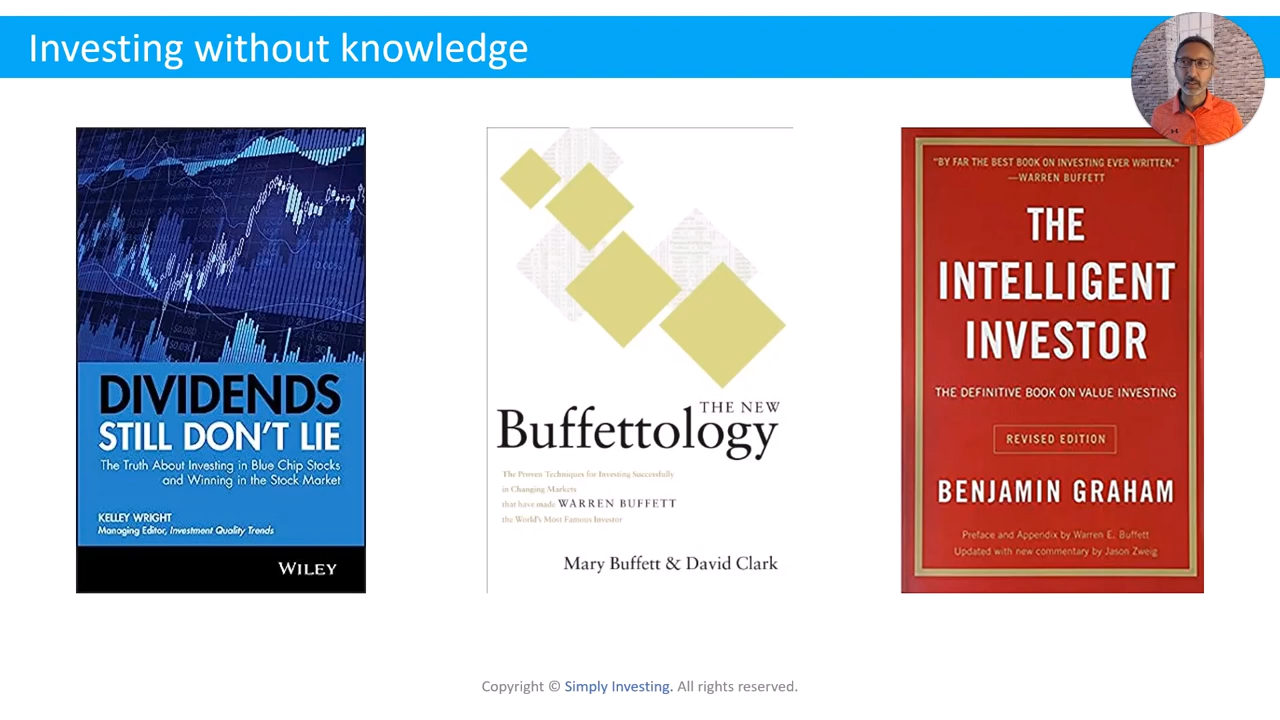 Investing without knowledge
DIVIDENDS
STILL DON'T LIE
The Truth About Investing in Blue Chip Stocks
and Winning in the Stock Market
KELLEY WRIGHT
Managing Editor, Investment Quality Trends
WILEY
THE NEW
Buffettology
The Proven Techniques for Investing Successfully
in Changing Markets
that have made WARREN BUFFETT
the World's Most Famous Investor
Mary Buffett & David Clark
"BY FAR THE BEST BOOK ON INVESTING EVER WRITTEN."
—WARREN BUFFETT
THE
INTELLIGENT
INVESTOR
THE DEFINITIVE BOOK ON VALUE INVESTING
REVISED EDITION
BENJAMIN GRAHAM
Preface and Appendix by Warren E. Buffett
Updated with new commentary by Jason Zweig
Copyright © Simply Investing. All rights reserved.